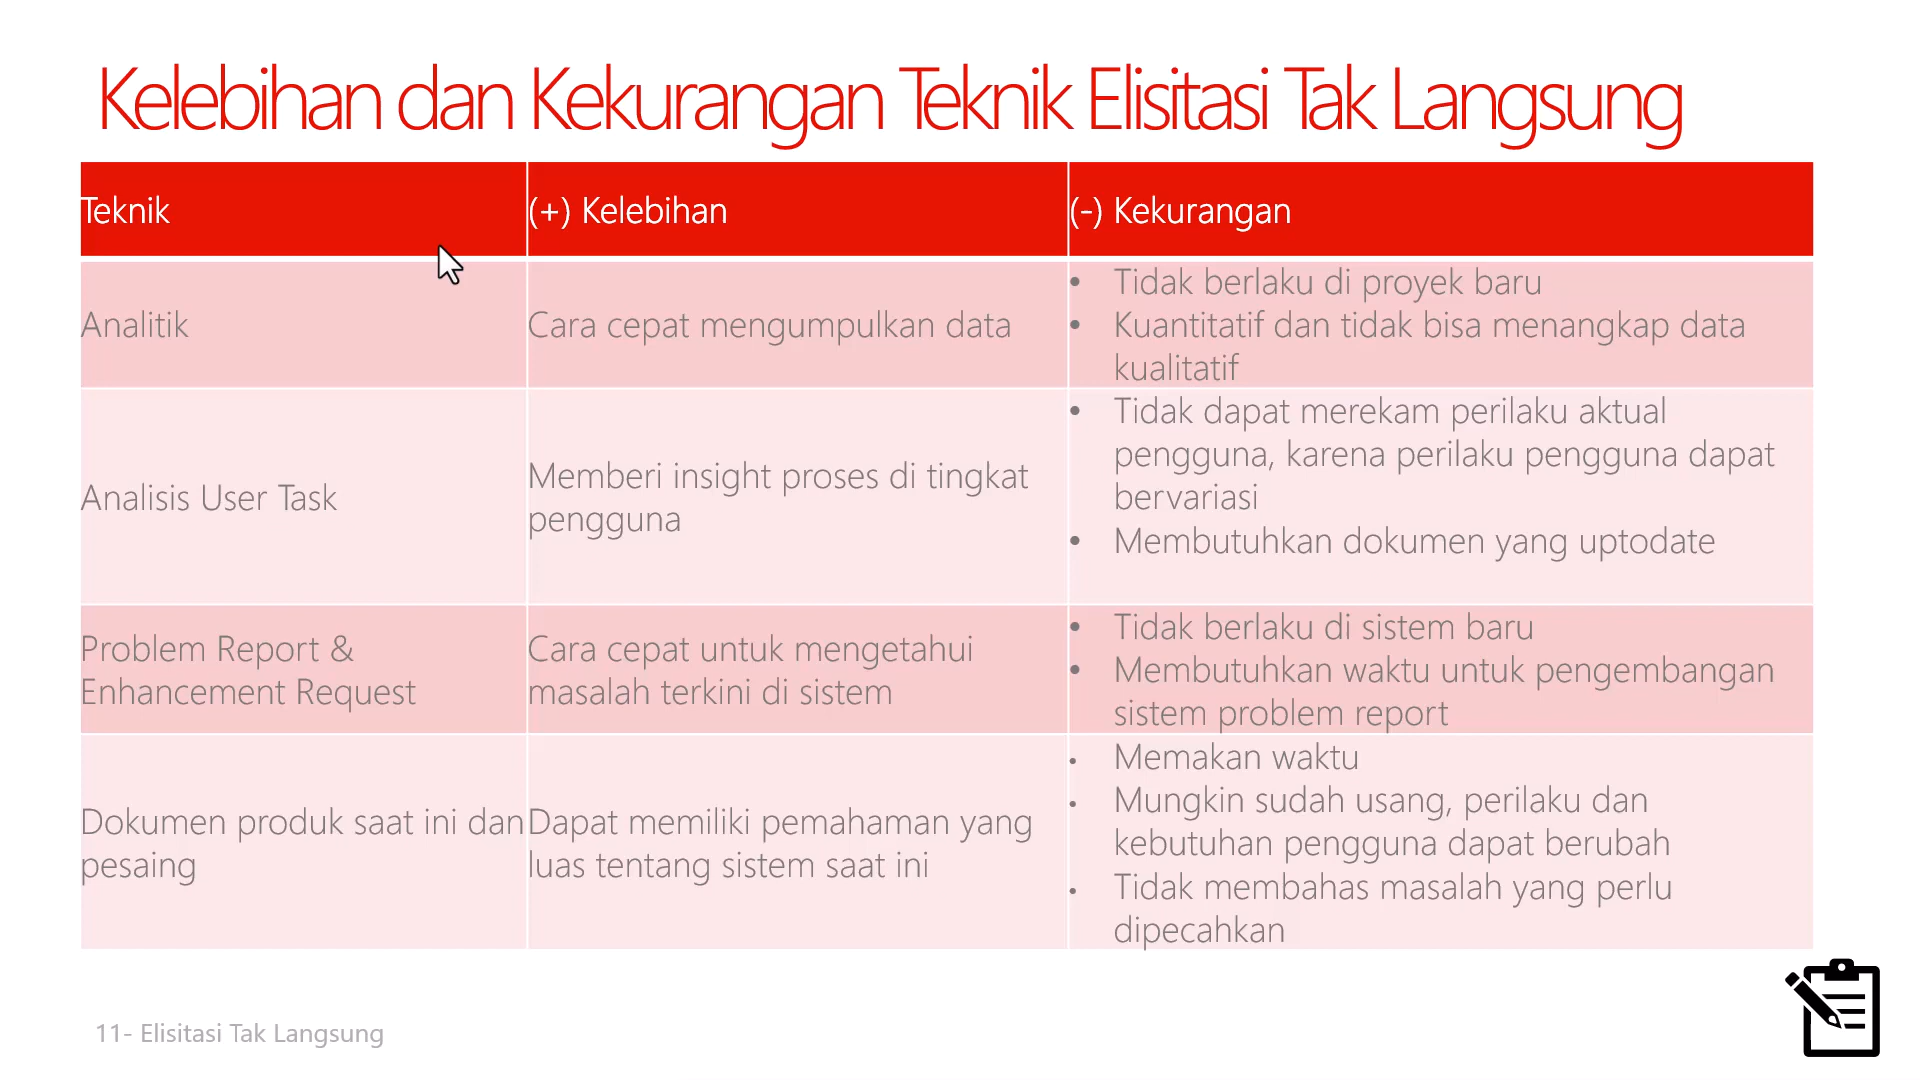 Kelebihan dan Kekurangan Teknik Elisitasi Tak Langsung
Teknik
(+) Kelebihan
(-) Kekurangan
Analitik
Cara cepat mengumpulkan data
• Tidak berlaku di proyek baru
• Kuantitatif dan tidak bisa menangkap data
kualitatif
Analisis User Task
Memberi insight proses di tingkat
pengguna
• Tidak dapat merekam perilaku aktual
pengguna, karena perilaku pengguna dapat
bervariasi
• Membutuhkan dokumen yang uptodate
Problem Report &
Enhancement Request
Cara cepat untuk mengetahui
masalah terkini di sistem
• Tidak berlaku di sistem baru
• Membutuhkan waktu untuk pengembangan
sistem problem report
Dokumen produk saat ini dan
pesaing
Dapat memiliki pemahaman yang
luas tentang sistem saat ini
• Memakan waktu
• Mungkin sudah usang, perilaku dan
kebutuhan pengguna dapat berubah
• Tidak membahas masalah yang perlu
dipecahkan
11- Elisitasi Tak Langsung